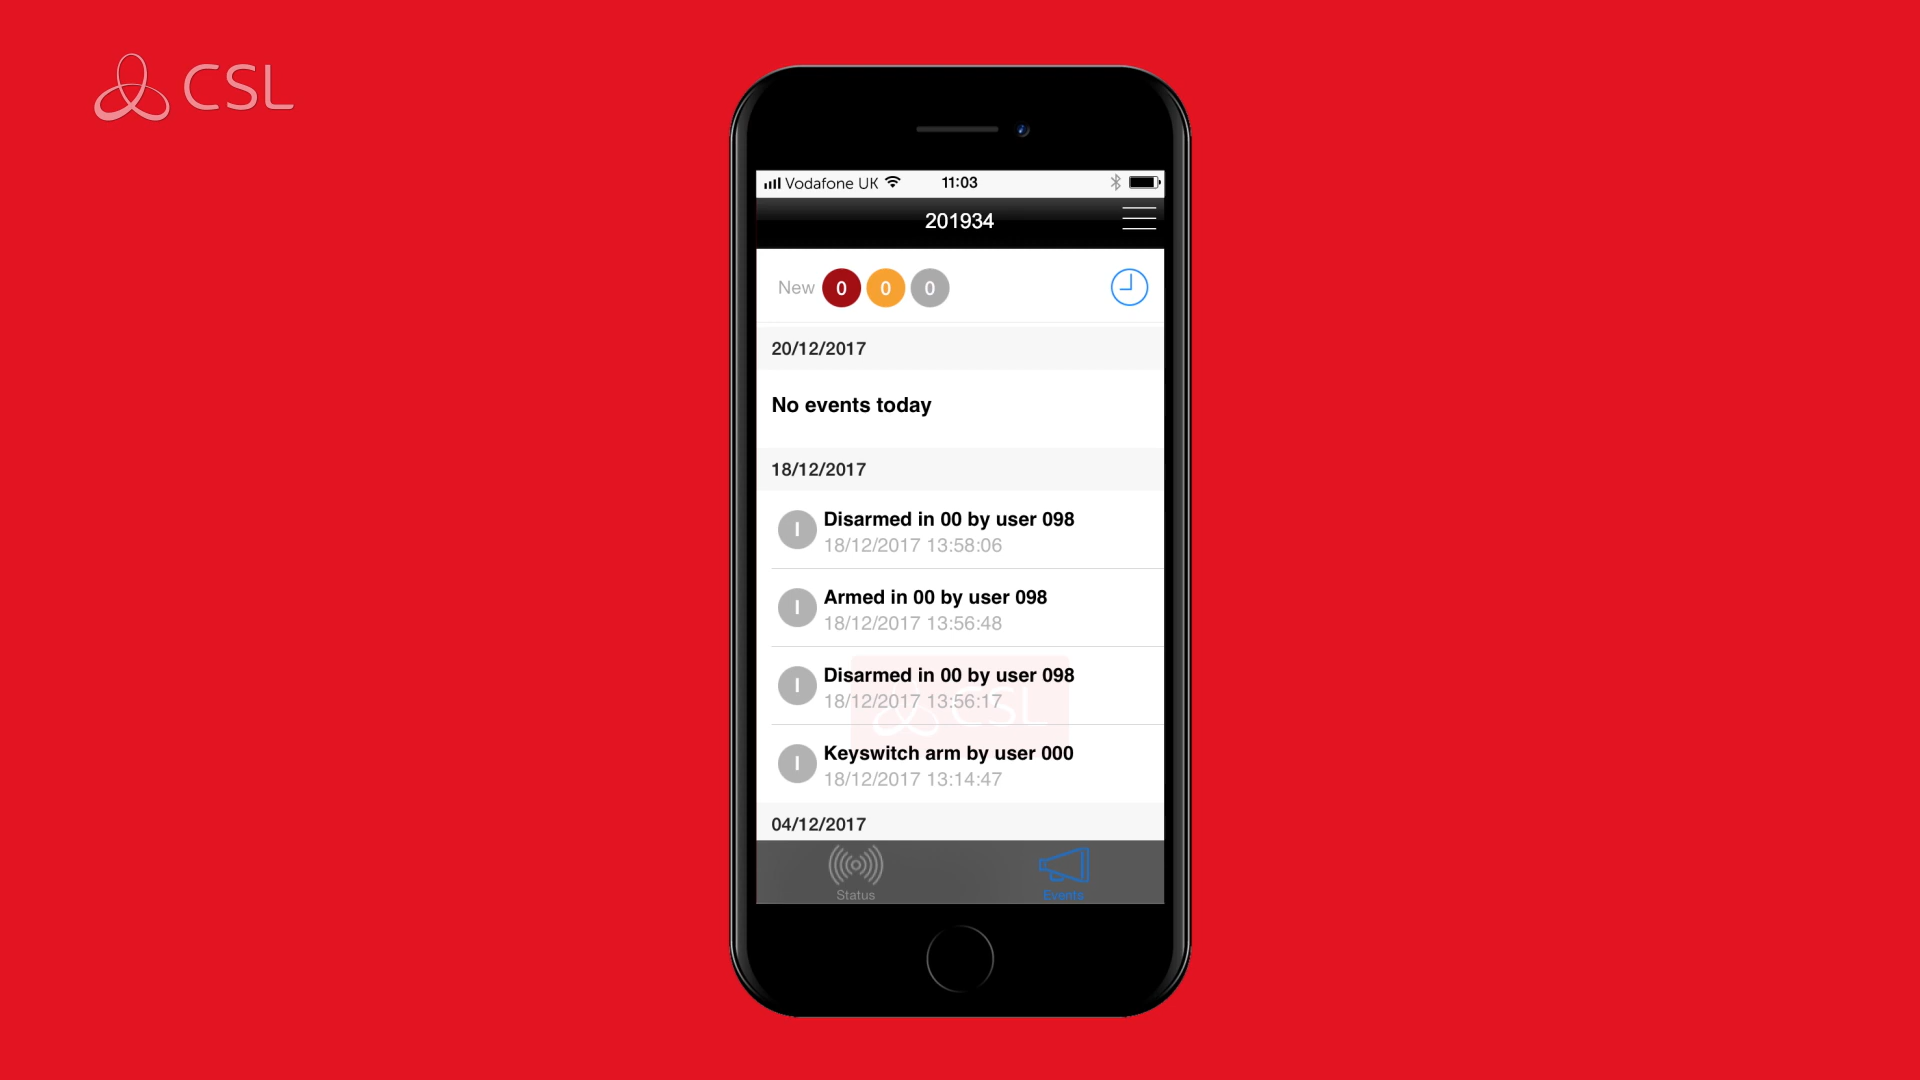 CSL
Vodafone UK 11:03
201934
New 0 0 0
20/12/2017
No events today
18/12/2017
I Disarmed in 00 by user 098
18/12/2017 13:58:06
I Armed in 00 by user 098
18/12/2017 13:56:48
I Disarmed in 00 by user 098
18/12/2017 13:56:17
CSL
I Keyswitch arm by user 000
18/12/2017 13:14:47
04/12/2017
Status Events